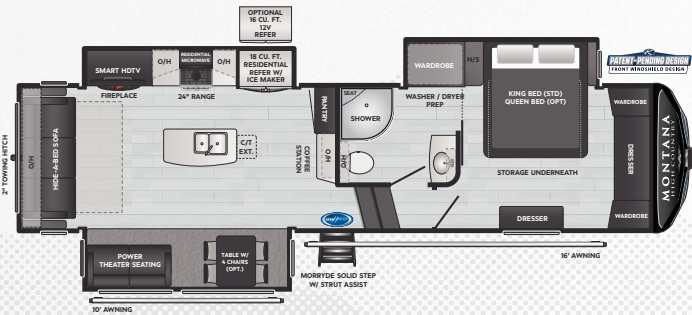 OPTIONAL
16 CU. FT.
12V
REFER
SMART HDTV
FIREPLACE
O/H
RESIDENTIAL
MICROWAVE
O/H
24" RANGE
18 CU. FT.
RESIDENTIAL
REFER W/
ICE MAKER
WARDROBE
N/S
WASHER / DRYER
PREP
KING BED (STD)
QUEEN BED (OPT)
STORAGE UNDERNEATH
PATENT-PENDING DESIGN
FRONT WINDSHIELD DESIGN
2" TOWING HITCH
O/H
HIDE-A-BED SOFA
C/T
EXT.
PANTRY
COFFEE
STATION
O/H
SEAT
SHOWER
O/H
WARDROBE
DRESSER
WARDROBE
MONTANA
HIGH COUNTRY
DRESSER
POWER
THEATER SEATING
TABLE W/
4 CHAIRS
(OPT.)
MORRYDE SOLID STEP
W/ STRUT ASSIST
16' AWNING
10' AWNING